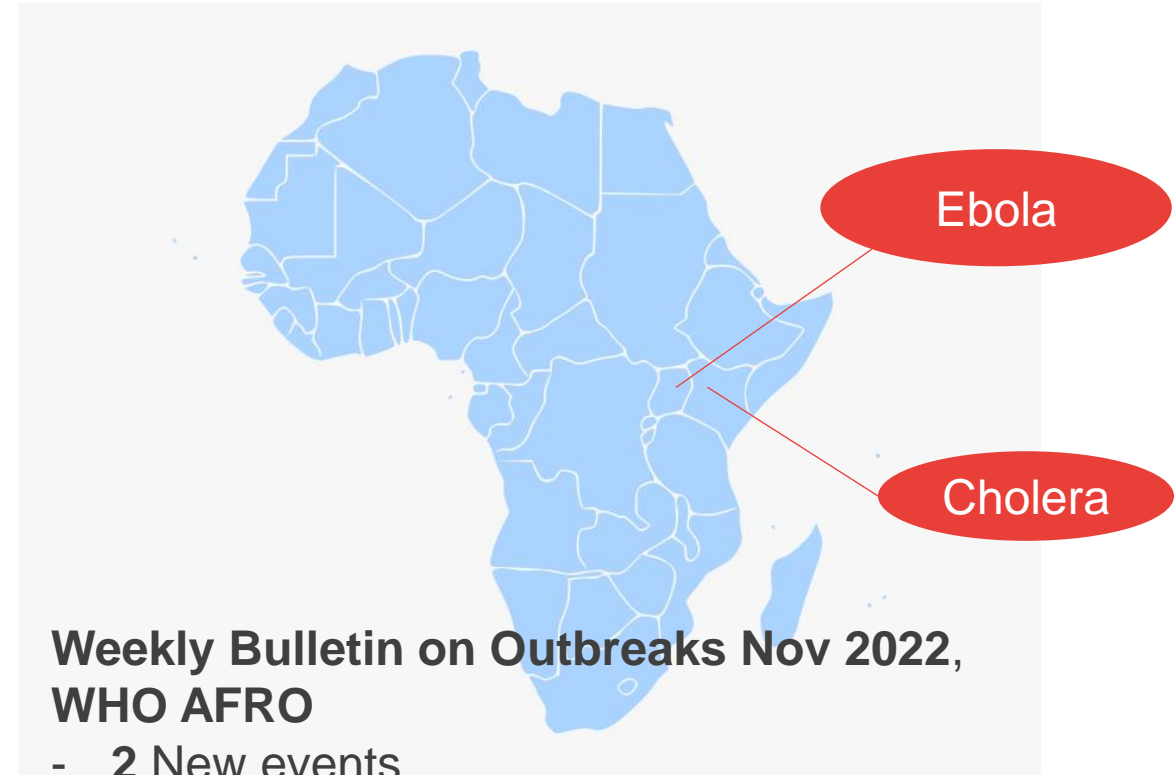 Ebola
Cholera
Weekly Bulletin on Outbreaks Nov 2022,
WHO AFRO
- 2 New events